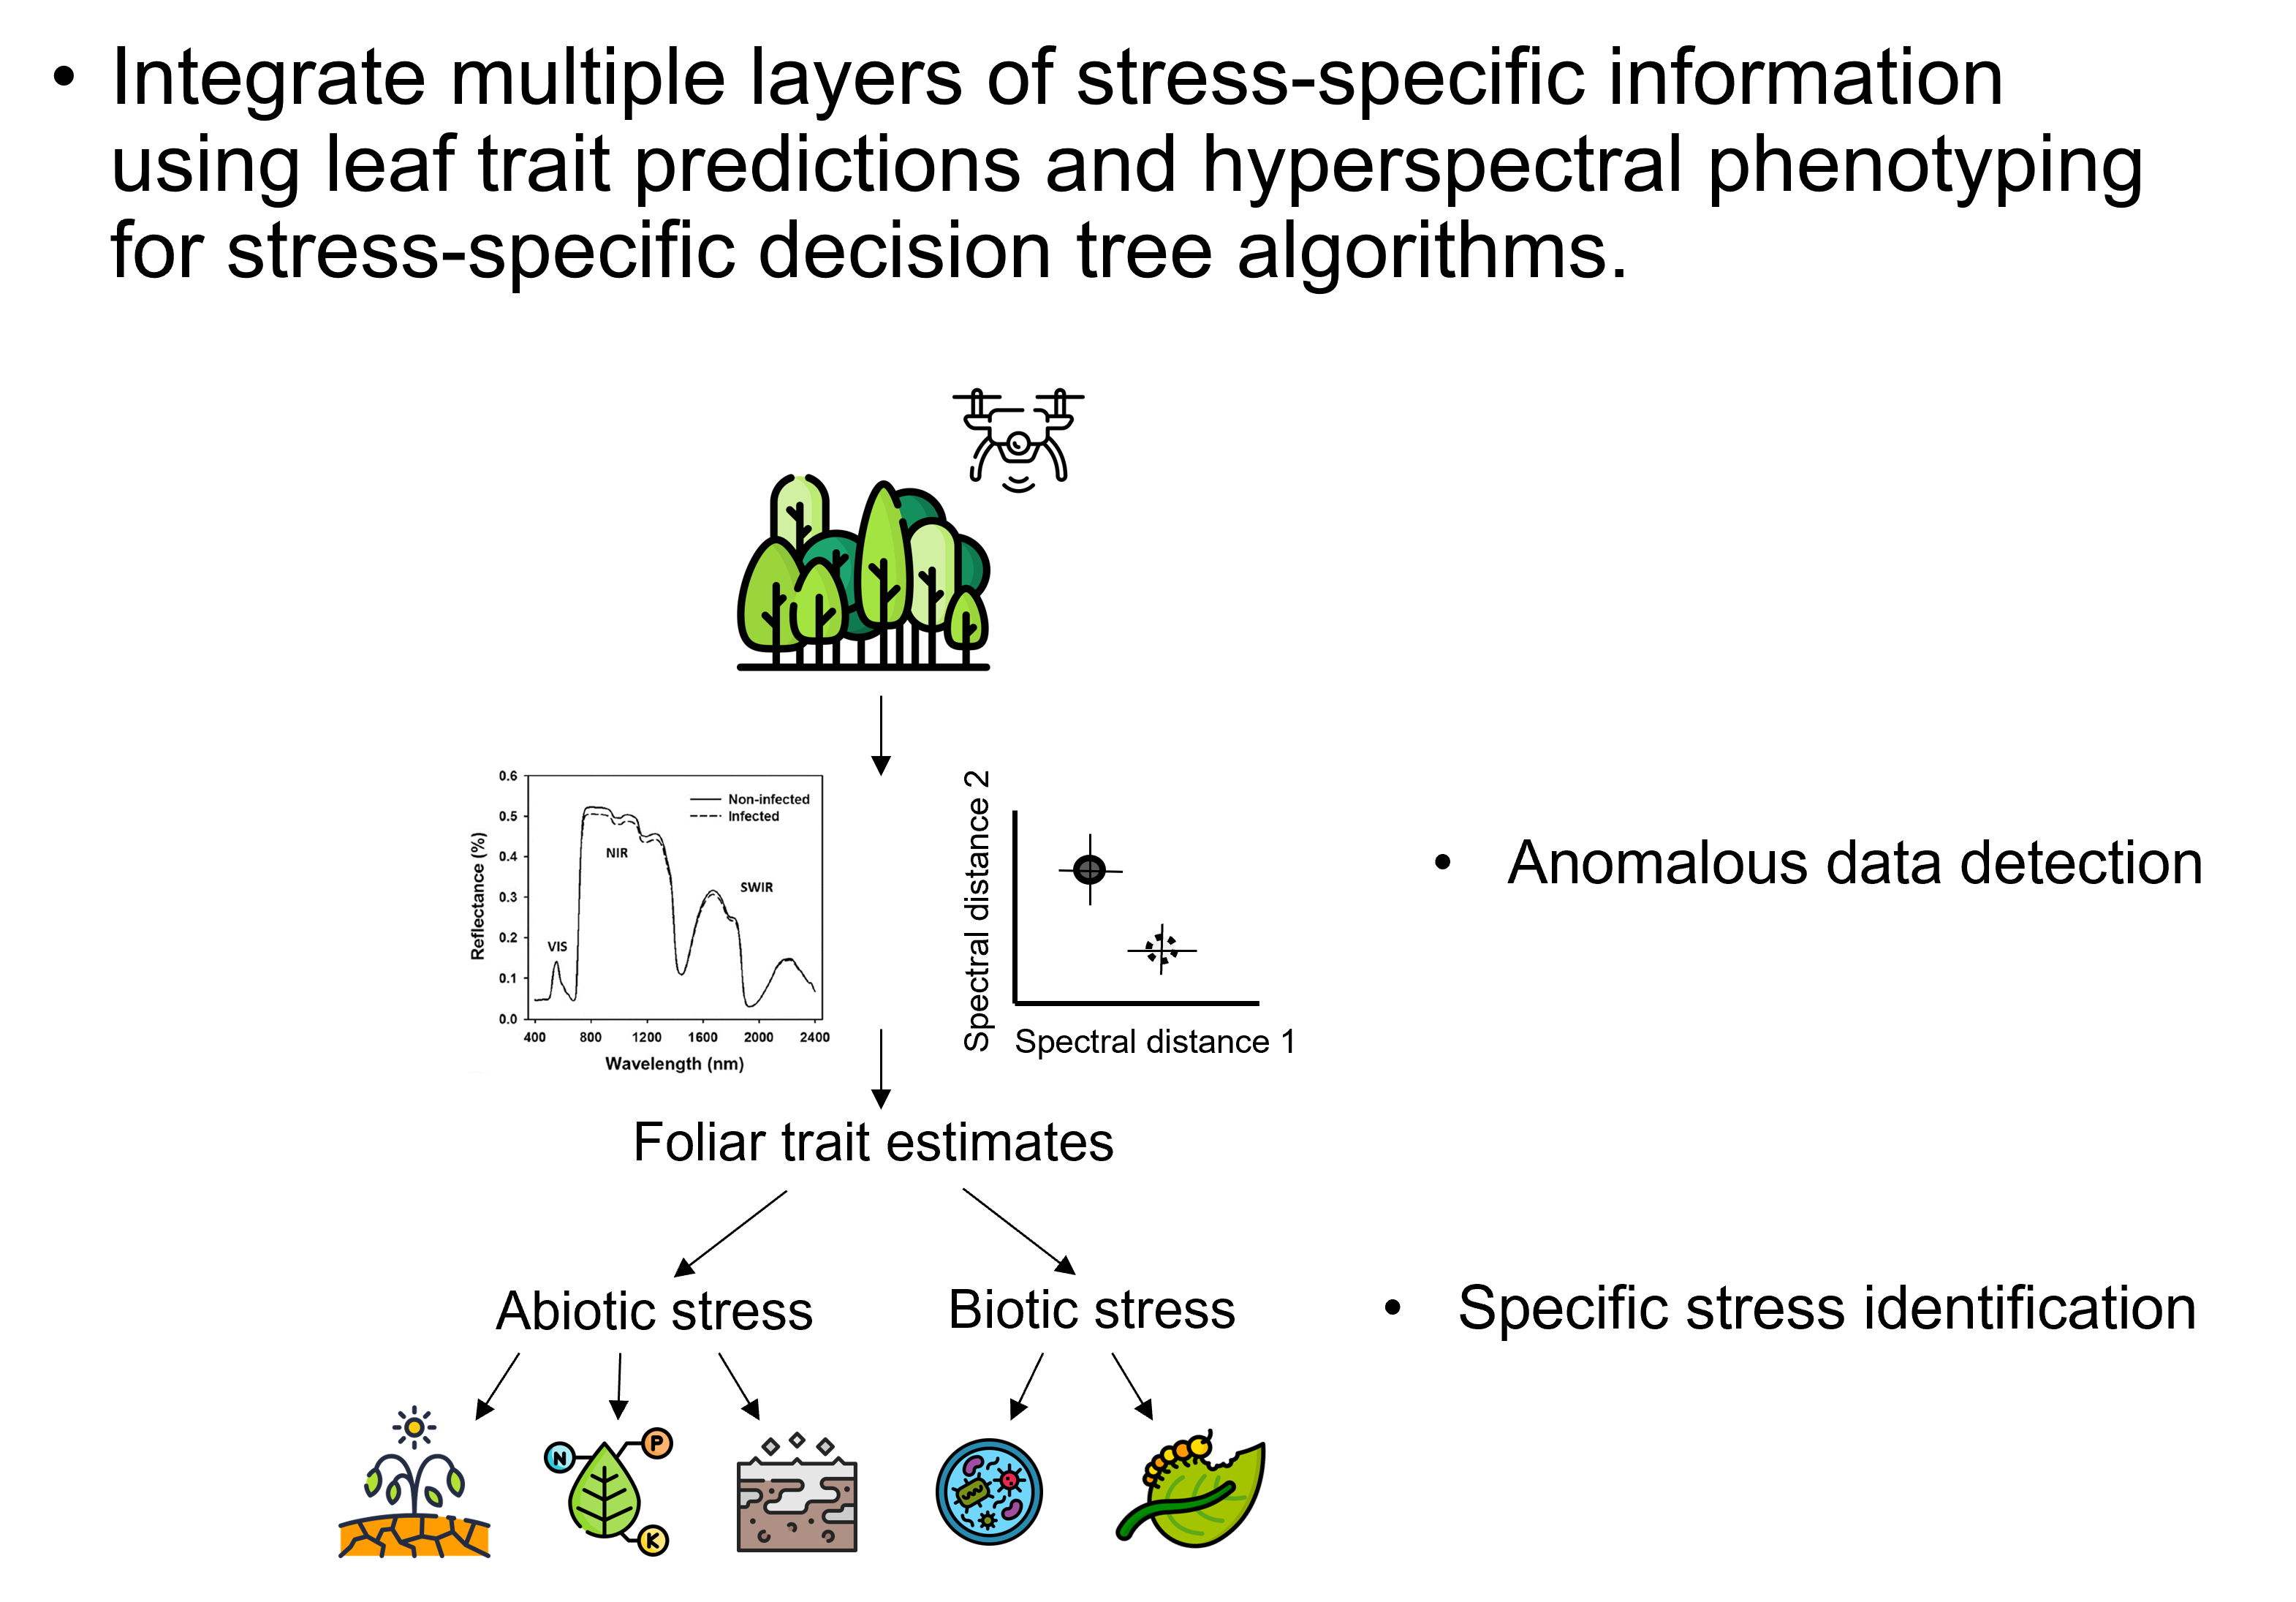 • Integrate multiple layers of stress-specific information
using leaf trait predictions and hyperspectral phenotyping
for stress-specific decision tree algorithms.
0.6
0.5
0.4
0.3
0.2
0.1
0.0
Reflectance (%)
Non-infected
Infected
NIR
SWIR
VIS
400 800 1200 1600 2000 2400
Wavelength (nm)
Spectral distance 2
Spectral distance 1
• Anomalous data detection
Foliar trait estimates
Abiotic stress
Biotic stress
• Specific stress identification
N
P
K